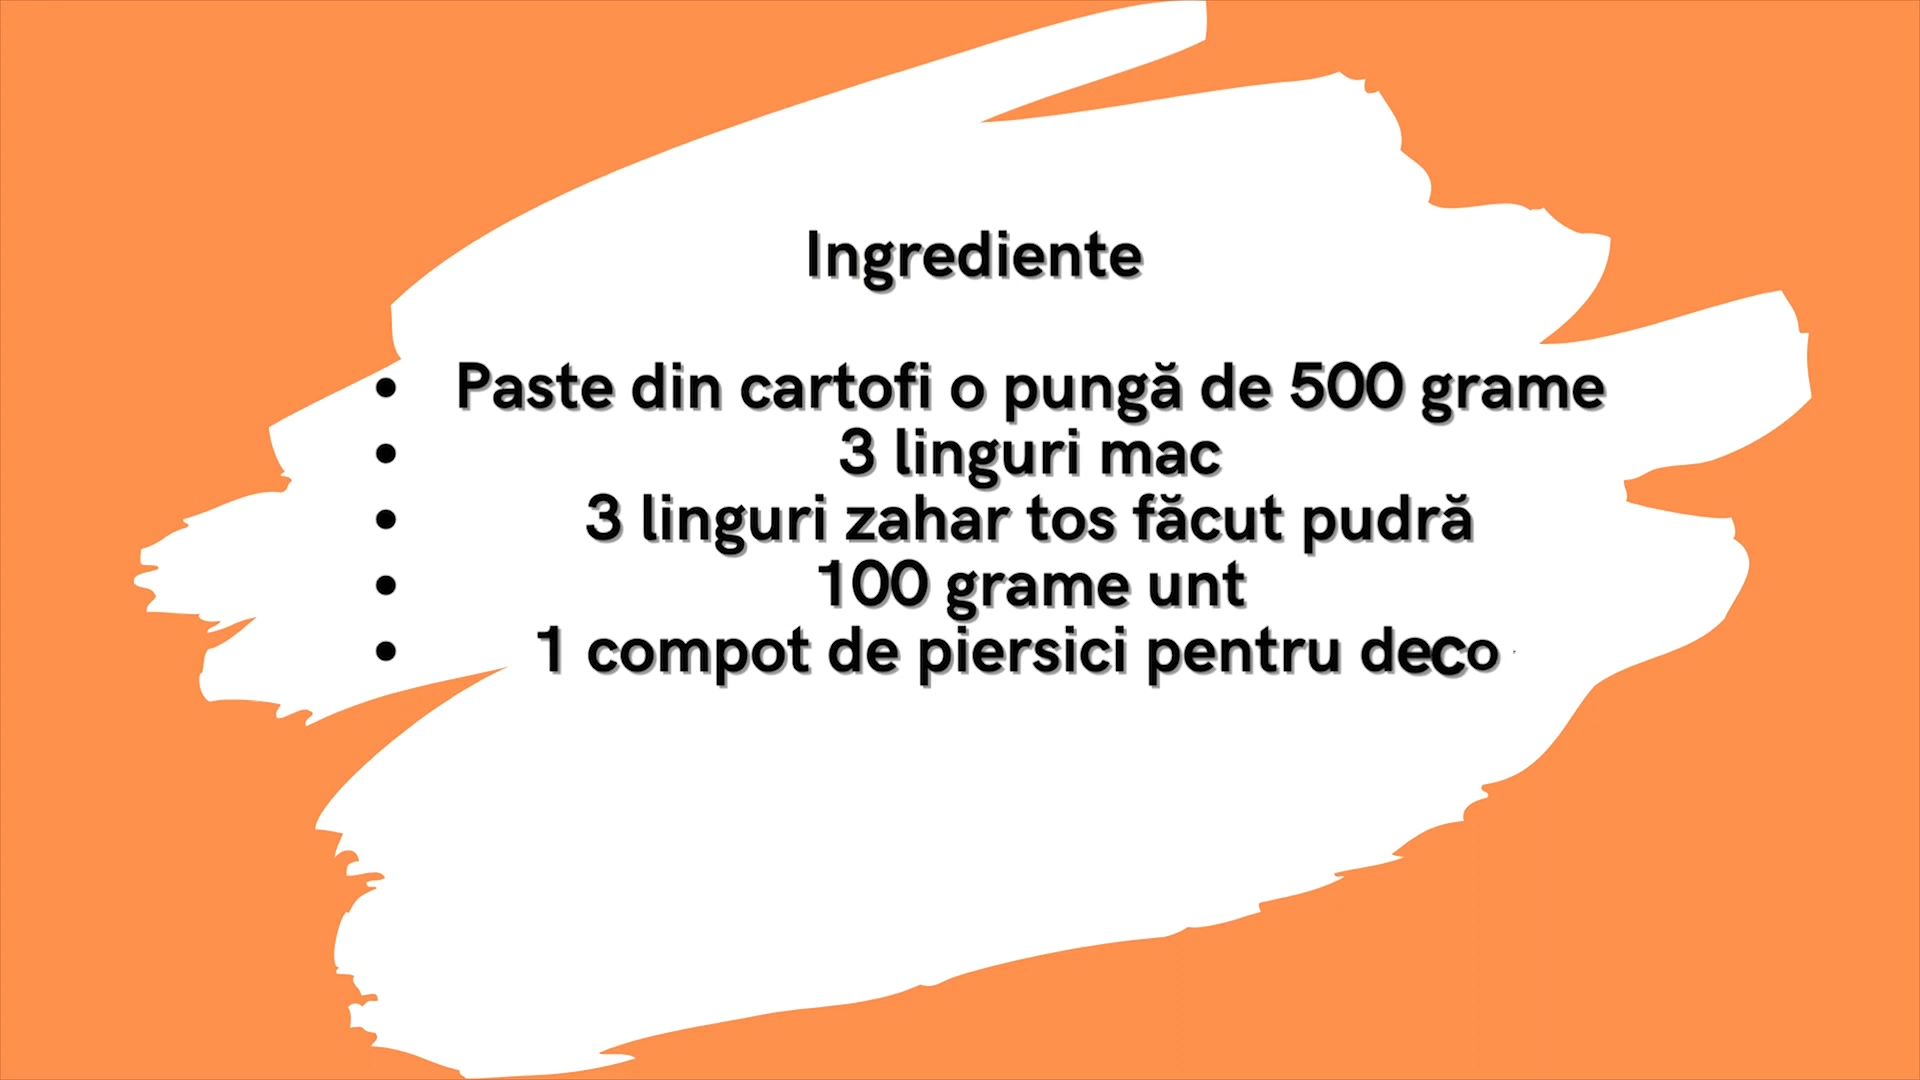 Ingrediente
• Paste din cartofi o pungă de 500 grame
• 3 linguri mac
• 3 linguri zahar tos făcut pudră
• 100 grame unt
• 1 compot de piersici pentru deco